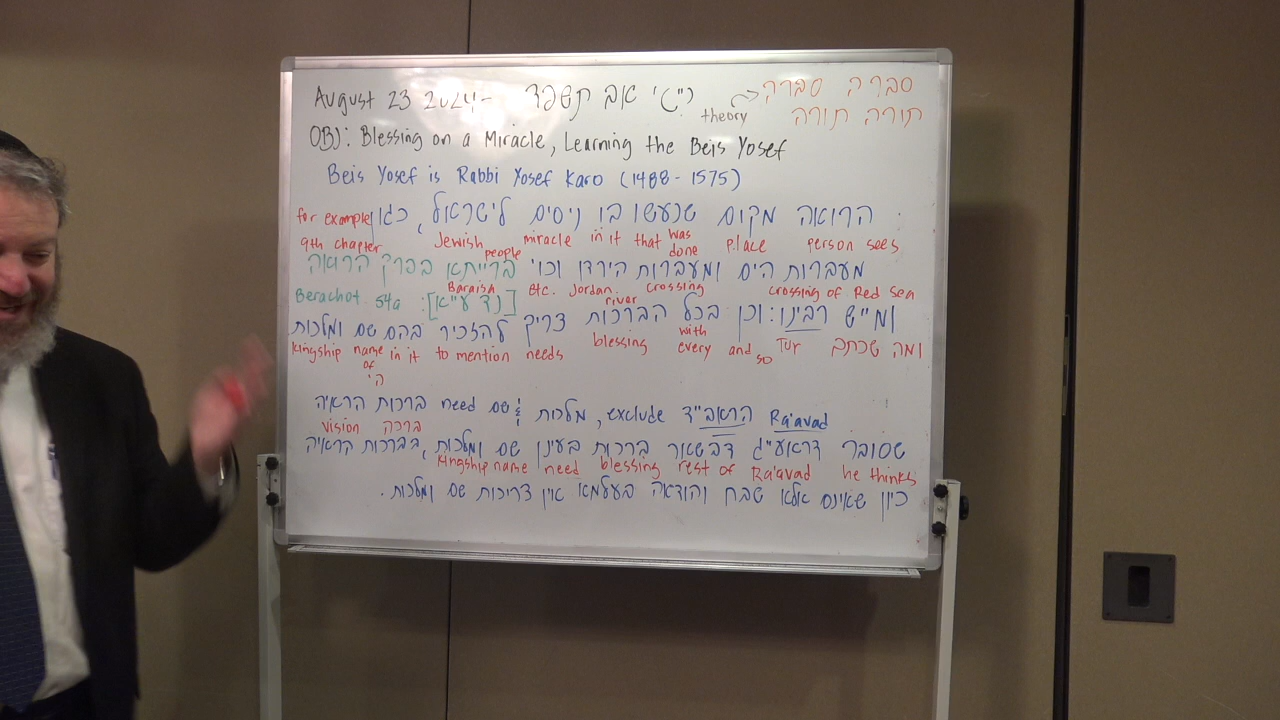 August 23 2024- י"ט אב תשפד סברה סברה
theory תורה תורה
OBJ: Blessing on a Miracle, Learning the Beis Yosef
Beis Yosef is Rabbi Yosef Karo (1488-1575)
הרואה מקום שנעשו בו ניסים לישראל, כגון
for example Jewish people miracle in it that was done place person sees
9th chapter
מעברות הים ומעברות הירדן וכוי ברייתא בפרק הרואה
Baraisa etc. Jordan river crossing crossing of Red Sea
Berachot 54a [נד ע"א]:
ומ"ש רבינו: וכן בכל הברכות צריך להזכיר בהם שם ומלכות
kingship name of ה' in it to mention needs blessing with every and so Tur ומה שכתב
Ra'avad הראב"ד exclude, מלכות & שם need ברכות הראיה
vision ברכה
שסובר דבשאר ברכות בעינן שם ומלכות, בברכות הראיה
kingship name need blessing rest of Ra'avad he thinks
כיון שאינם אלא שבח והודאה בעלמא אין צריכות שם ומלכות.